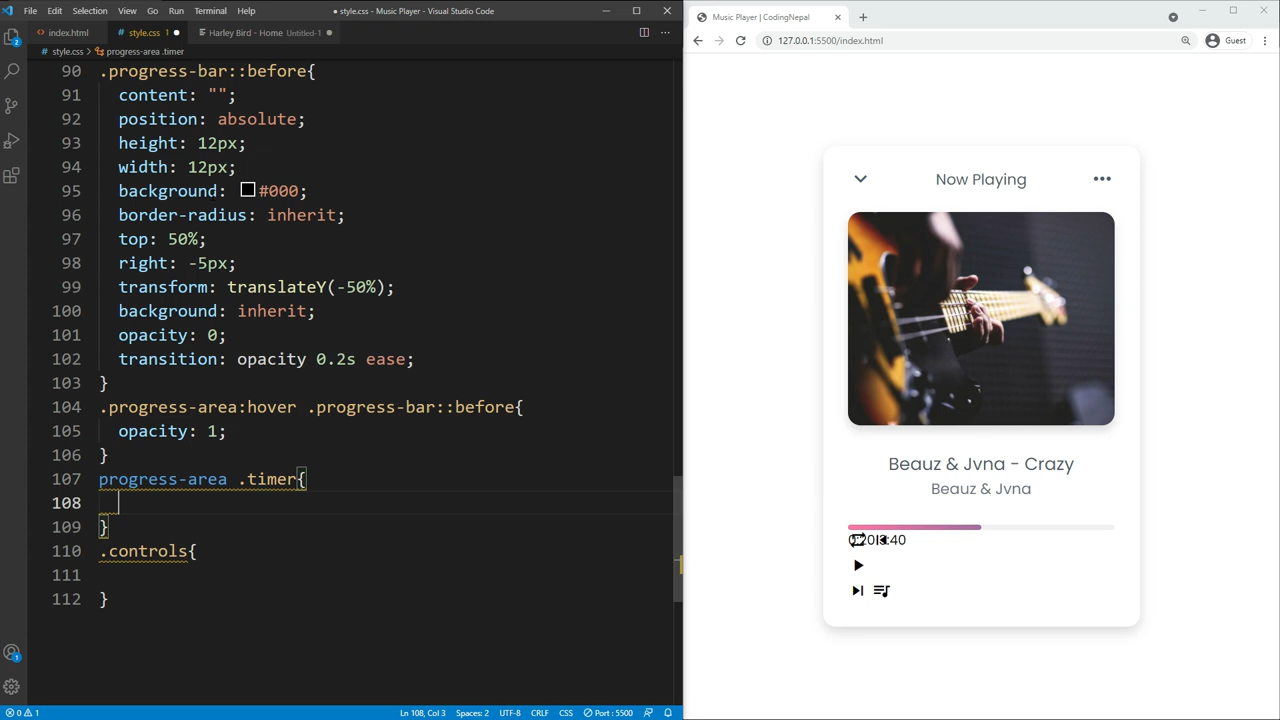 File Edit Selection View Go Run Terminal Help
● style.css - Music Player - Visual Studio Code
index.html
style.css 1
Harley Bird - Home Untitled-1
style.css > progress-area .timer
90 .progress-bar::before{
91 content: "";
92 position: absolute;
93 height: 12px;
94 width: 12px;
95 background: #000;
96 border-radius: inherit;
97 top: 50%;
98 right: -5px;
99 transform: translateY(-50%);
100 background: inherit;
101 opacity: 0;
102 transition: opacity 0.2s ease;
103 }
104 .progress-area:hover .progress-bar::before{
105 opacity: 1;
106 }
107 progress-area .timer{
108
109 }
110 .controls{
111
112 }
2
1
0 1
Ln 108, Col 3 Spaces: 2 UTF-8 CRLF CSS Port : 5500
Music Player | CodingNepal
127.0.0.1:5500/index.html
Guest
Now Playing
Beauz & Jvna - Crazy
Beauz & Jvna
0:20 3:40